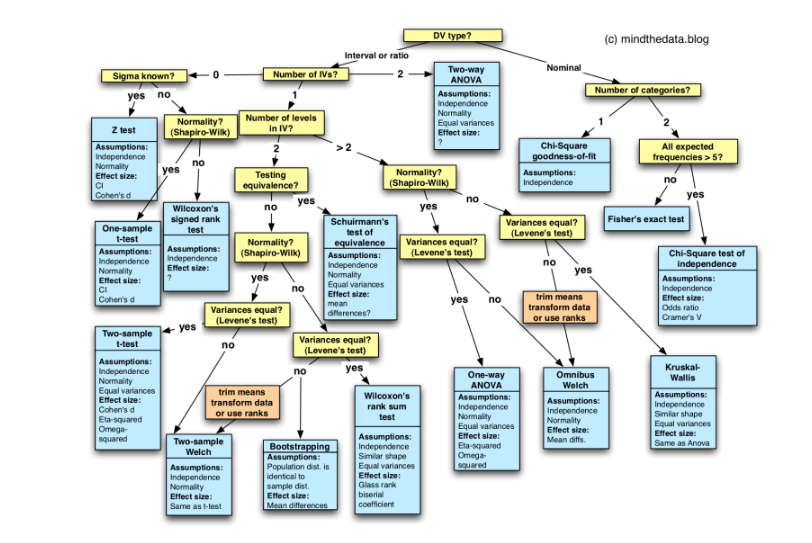 DV type?
(c) mindthedata.blog
Interval or ratio
Nominal
Sigma known?
0
Number of IVs?
2
Two-way
ANOVA
Assumptions:
Independence
Normality
Equal variances
Effect size:
?
Number of categories?
yes
no
1
1
2
Z test
Assumptions:
Independence
Normality
Effect size:
CI
Cohen's d
Normality?
(Shapiro-Wilk)
Number of levels
in IV?
2
> 2
Chi-Square
goodness-of-fit
Assumptions:
Independence
All expected
frequencies > 5?
no
yes
yes
no
Testing
equivalence?
no
yes
Normality?
(Shapiro-Wilk)
yes
no
Fisher's exact test
One-sample
t-test
Assumptions:
Independence
Normality
Effect size:
CI
Cohen's d
Wilcoxon's
signed rank
test
Assumptions:
Independence
Effect size:
?
Normality?
(Shapiro-Wilk)
yes
no
Schuirmann's
test of
equivalence
Assumptions:
Independence
Normality
Equal variances
Effect size:
mean
differences?
Variances equal?
(Levene's test)
yes
no
Variances equal?
(Levene's test)
no
yes
Chi-Square test of
independence
Assumptions:
Independence
Effect size:
Odds ratio
Cramer's V
trim means
transform data
or use ranks
Variances equal?
(Levene's test)
yes
no
Variances equal?
(Levene's test)
no
yes
Two-sample
t-test
Assumptions:
Independence
Normality
Equal variances
Effect size:
Cohen's d
Eta-squared
Omega-
squared
trim means
transform data
or use ranks
Two-sample
Welch
Assumptions:
Independence
Normality
Effect size:
Same as t-test
Bootstrapping
Assumptions:
Population dist. is
identical to
sample dist.
Effect size:
Mean differences
Wilcoxon's
rank sum
test
Assumptions:
Independence
Similar shape
Equal variances
Effect size:
Glass rank
biserial
coefficient
One-way
ANOVA
Assumptions:
Independence
Normality
Equal variances
Effect size:
Eta-squared
Omega-
squared
Omnibus
Welch
Assumptions:
Independence
Normality
Effect size:
Mean diffs.
Kruskal-
Wallis
Assumptions:
Independence
Similar shape
Equal variances
Effect size:
Same as Anova